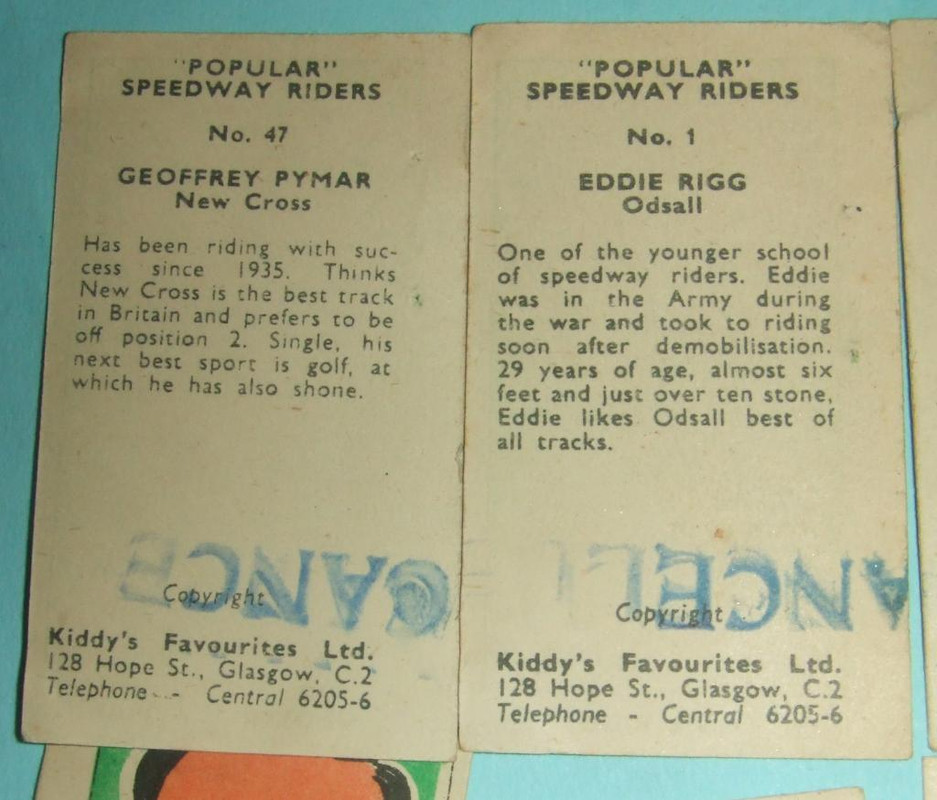 "POPULAR"
SPEEDWAY RIDERS
No. 47
GEOFFREY PYMAR
New Cross
Has been riding with suc-
cess since 1935. Thinks
New Cross is the best track
in Britain and prefers to be
off position 2. Single, his
next best sport is golf, at
which he has also shone.
Copyright
Kiddy's Favourites Ltd.
128 Hope St., Glasgow, C.2
Telephone - Central 6205-6
"POPULAR"
SPEEDWAY RIDERS
No. 1
EDDIE RIGG
Odsall
One of the younger school
of speedway riders. Eddie
was in the Army during
the war and took to riding
soon after demobilisation.
29 years of age, almost six
feet and just over ten stone,
Eddie likes Odsall best of
all tracks.
Copyright
Kiddy's Favourites Ltd.
128 Hope St., Glasgow, C.2
Telephone - Central 6205-6